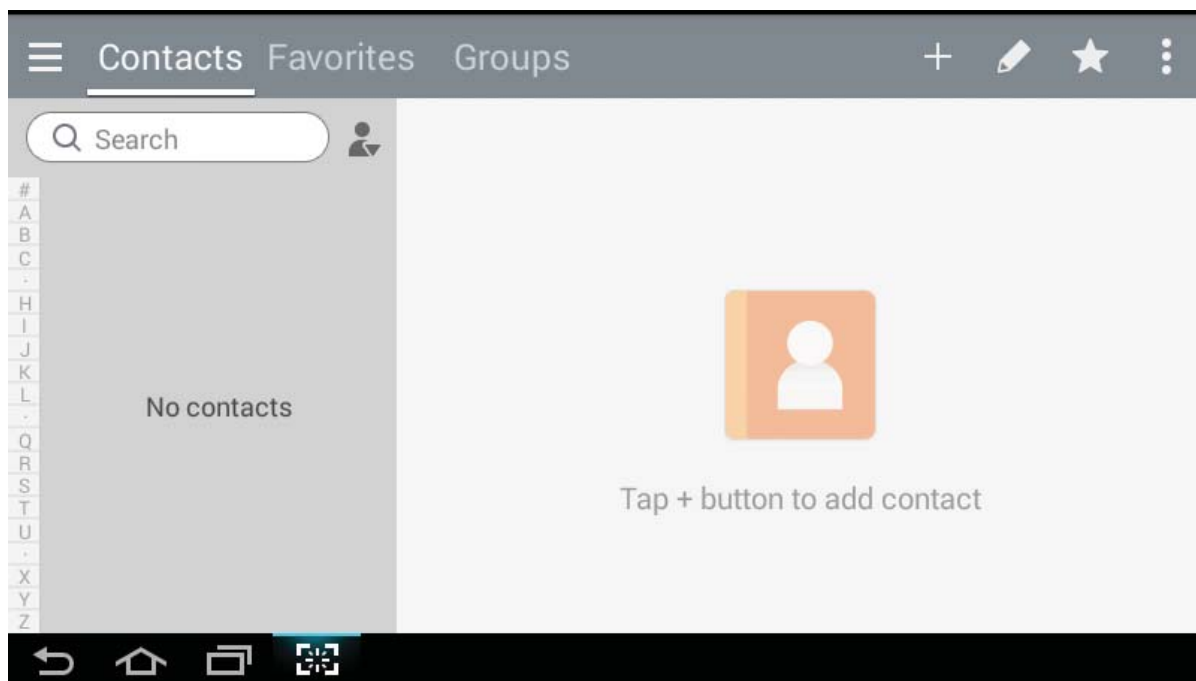 Contacts Favorites Groups
Search
#
A
B
C
.
H
I
J
K
L
.
Q
R
S
T
U
.
X
Y
Z
No contacts
Tap + button to add contact